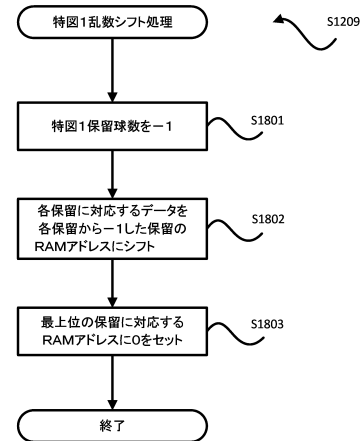 特図1乱数シフト処理
S1209
特図1保留球数を－1
S1801
各保留に対応するデータを
各保留から－1した保留の
RAMアドレスにシフト
S1802
最上位の保留に対応する
RAMアドレスに0をセット
S1803
終了